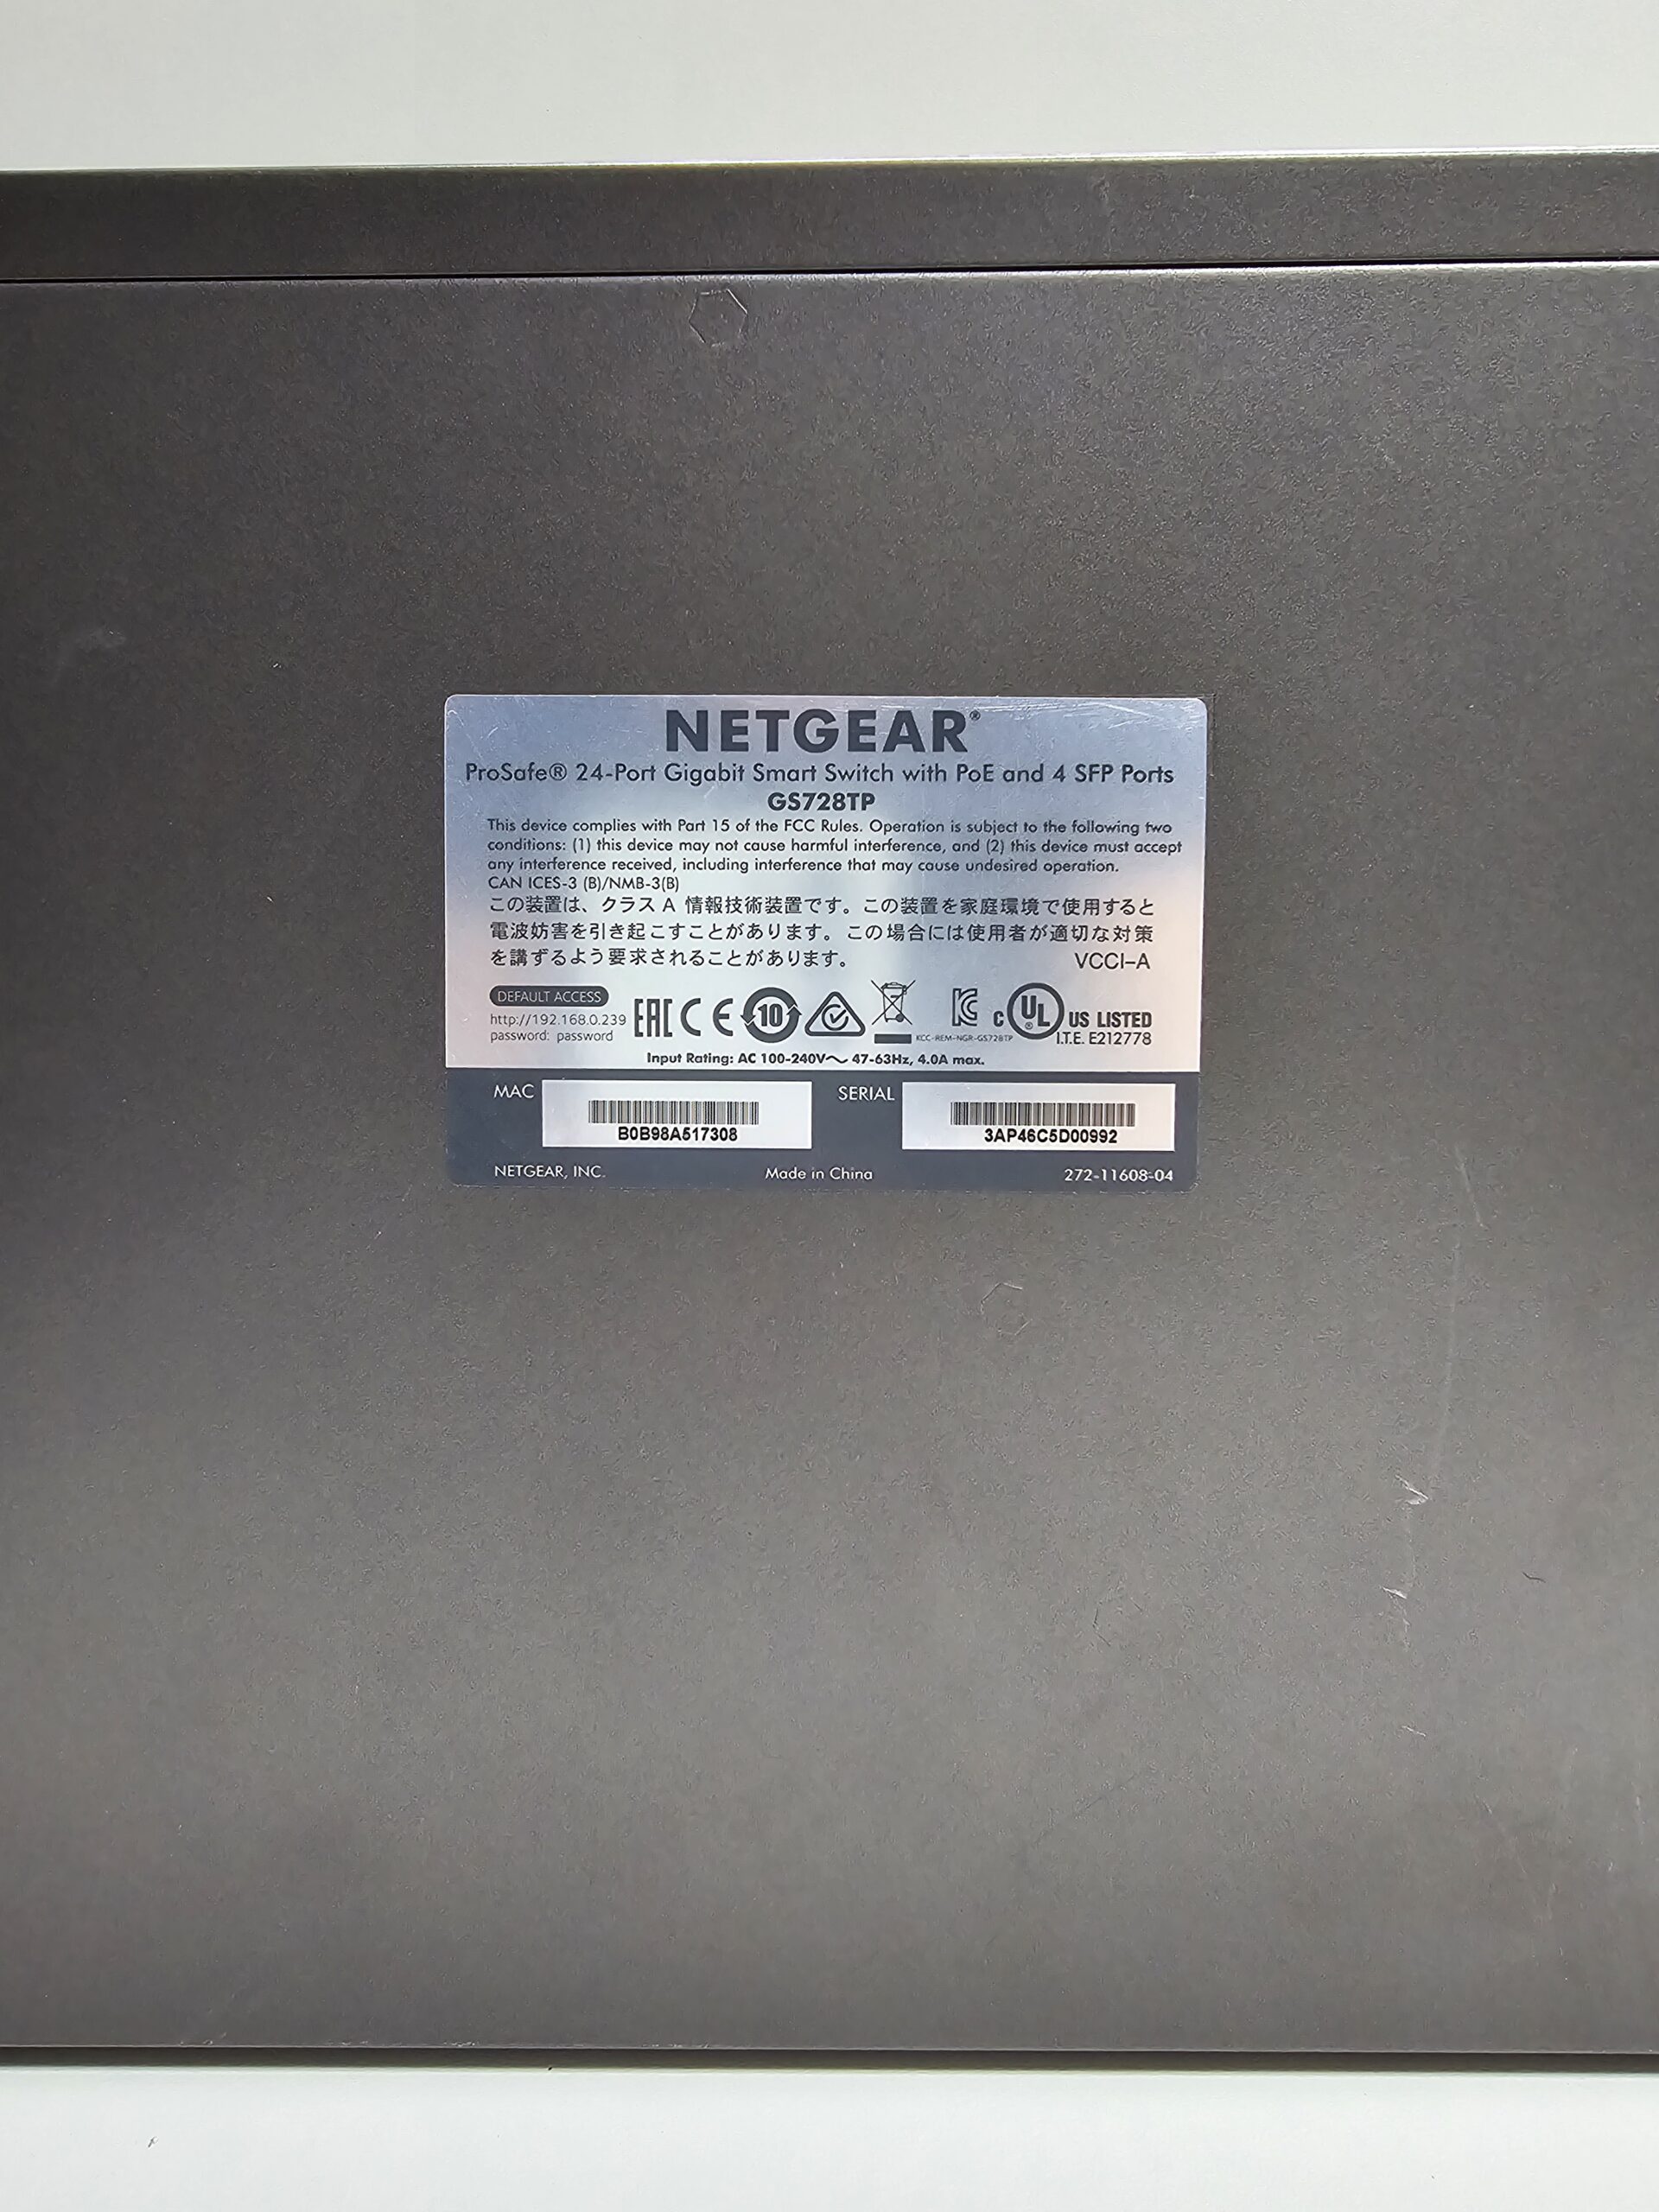 NETGEAR®
ProSafe® 24-Port Gigabit Smart Switch with PoE and 4 SFP Ports
GS728TP
This device complies with Part 15 of the FCC Rules. Operation is subject to the following two
conditions: (1) this device may not cause harmful interference, and (2) this device must accept
any interference received, including interference that may cause undesired operation.
CAN ICES-3 (B)/NMB-3(B)
この装置は、クラス A 情報技術装置です。この装置を家庭環境で使用すると
電波妨害を引き起こすことがあります。この場合には使用者が適切な対策
を講ずるよう要求されることがあります。 VCCI-A
DEFAULT ACCESS
http://192.168.0.239
password: password
EAC CE 10
KCC-REM-NGR-GS728TP
c UL® US LISTED
I.T.E. E212778
Input Rating: AC 100-240V～ 47-63Hz, 4.0A max.
MAC B0B98A517308
SERIAL 3AP46C5D00992
NETGEAR, INC. Made in China 272-11608-04